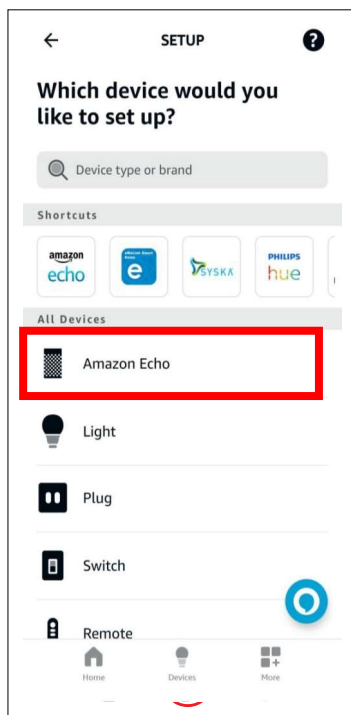 SETUP
?
Which device would you
like to set up?
Device type or brand
Shortcuts
amazon
echo
e
SYSKA
PHILIPS
hue
All Devices
Amazon Echo
Light
Plug
Switch
Remote
Home
Devices
More